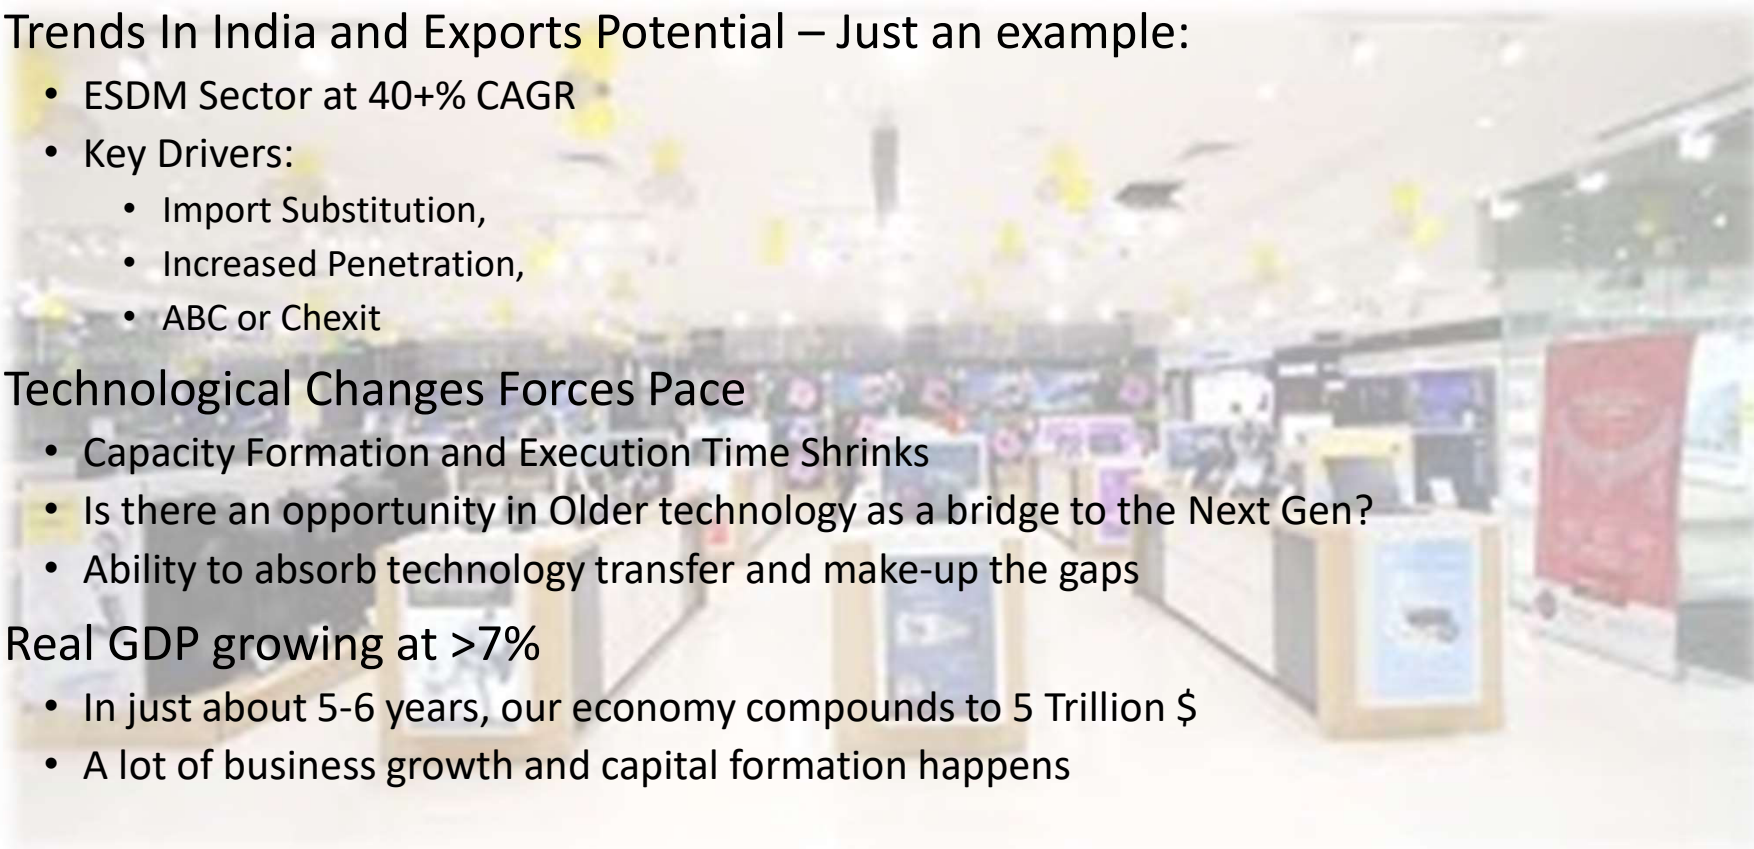 Trends In India and Exports Potential – Just an example:
• ESDM Sector at 40+% CAGR
• Key Drivers:
• Import Substitution,
• Increased Penetration,
• ABC or Chexit
Technological Changes Forces Pace
• Capacity Formation and Execution Time Shrinks
• Is there an opportunity in Older technology as a bridge to the Next Gen?
• Ability to absorb technology transfer and make-up the gaps
Real GDP growing at >7%
• In just about 5-6 years, our economy compounds to 5 Trillion $
• A lot of business growth and capital formation happens